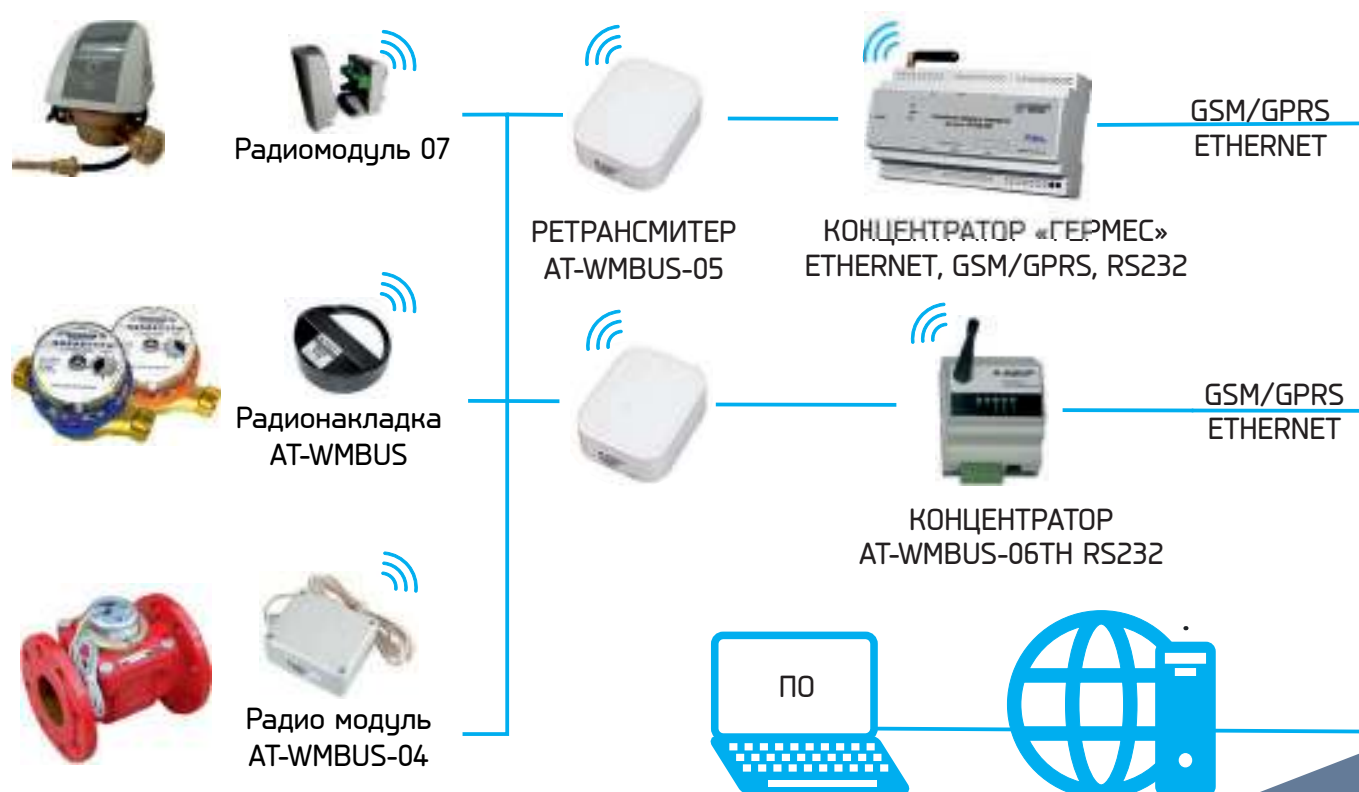 Радиомодуль 07
GSM/GPRS
ETHERNET
РЕТРАНСМИТЕР
AT-WMBUS-05
КОНЦЕНТРАТОР «ГЕРМЕС»
ETHERNET, GSM/GPRS, RS232
Радионакладка
AT-WMBUS
GSM/GPRS
ETHERNET
КОНЦЕНТРАТОР
AT-WMBUS-06TH RS232
Радио модуль
AT-WMBUS-04
ПО